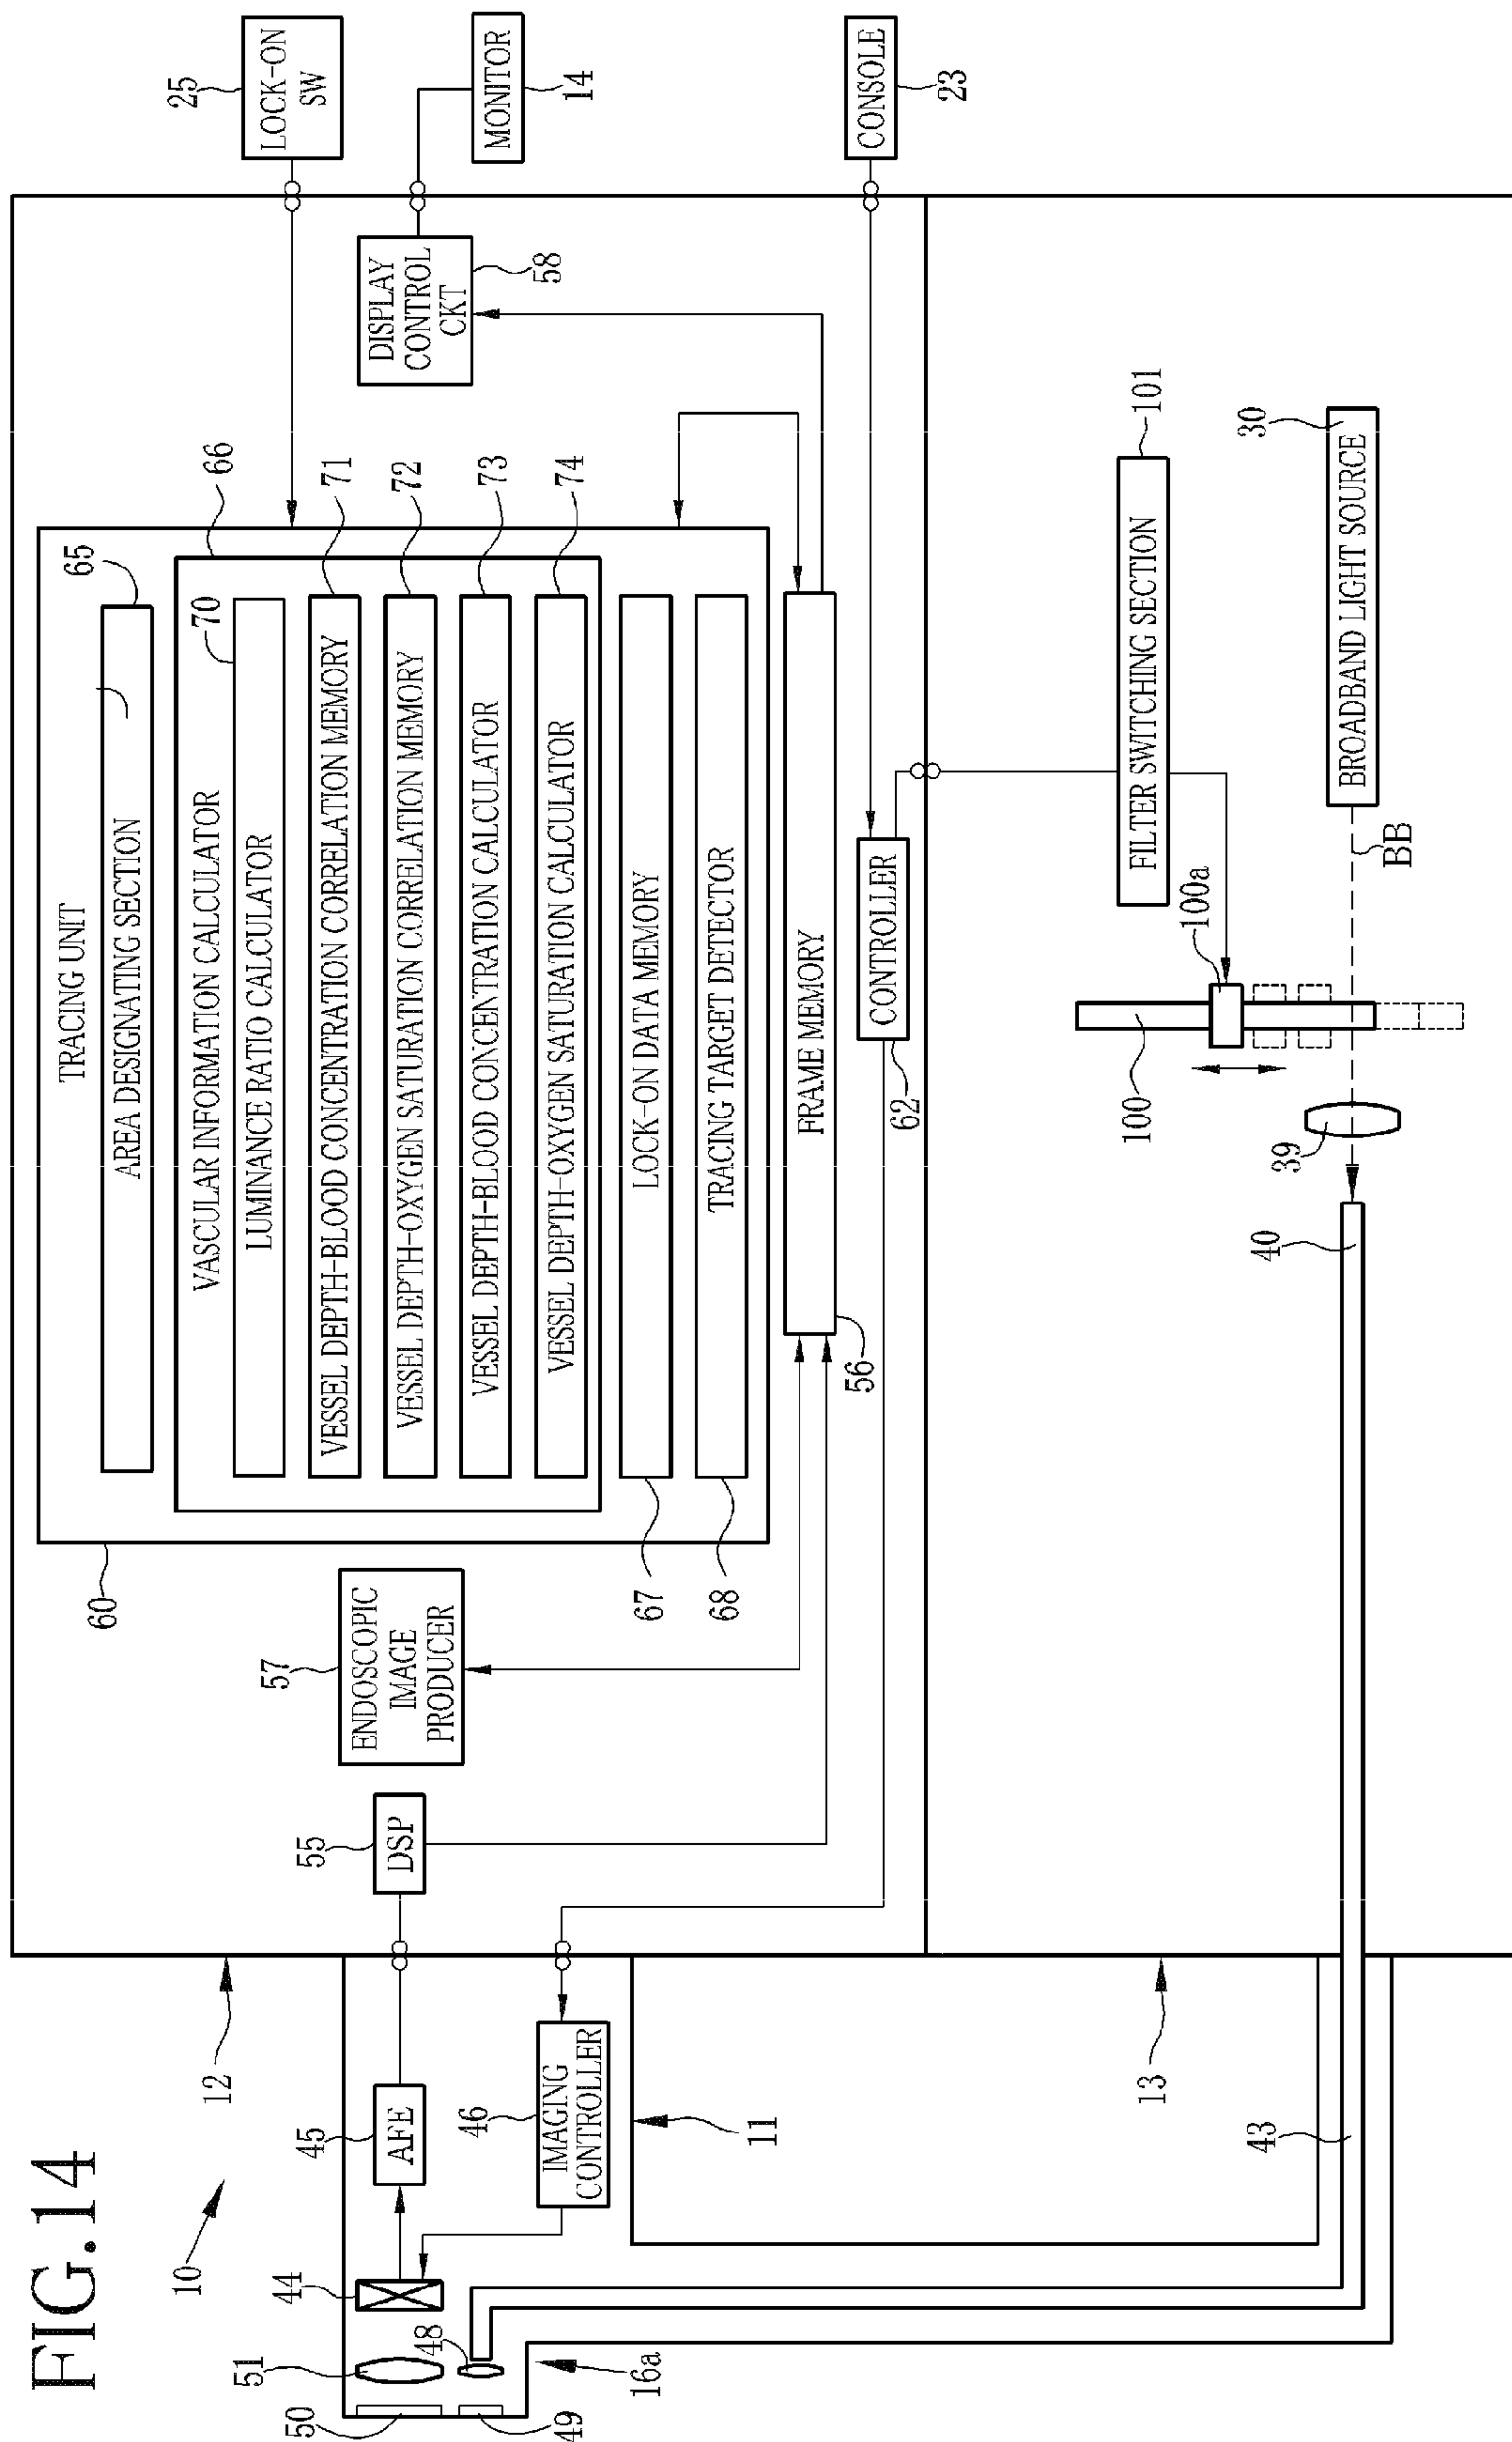 FIG.14
10
12
11
13
16a
50
51
44
45
AFE
46
IMAGING
CONTROLLER
48
49
43
40
39
55
DSP
57
ENDOSCOPIC
IMAGE
PRODUCER
60
TRACING UNIT
65
AREA DESIGNATING SECTION
66
VASCULAR INFORMATION CALCULATOR
70
LUMINANCE RATIO CALCULATOR
71
VESSEL DEPTH-BLOOD CONCENTRATION CORRELATION MEMORY
72
VESSEL DEPTH-OXYGEN SATURATION CORRELATION MEMORY
73
VESSEL DEPTH-BLOOD CONCENTRATION CALCULATOR
74
VESSEL DEPTH-OXYGEN SATURATION CALCULATOR
67
LOCK-ON DATA MEMORY
68
TRACING TARGET DETECTOR
56
FRAME MEMORY
62
CONTROLLER
25
LOCK-ON
SW
MONITOR
14
DISPLAY
CONTROL
CKT
58
CONSOLE
23
FILTER SWITCHING SECTION
101
100
100a
30
BROADBAND LIGHT SOURCE
BB